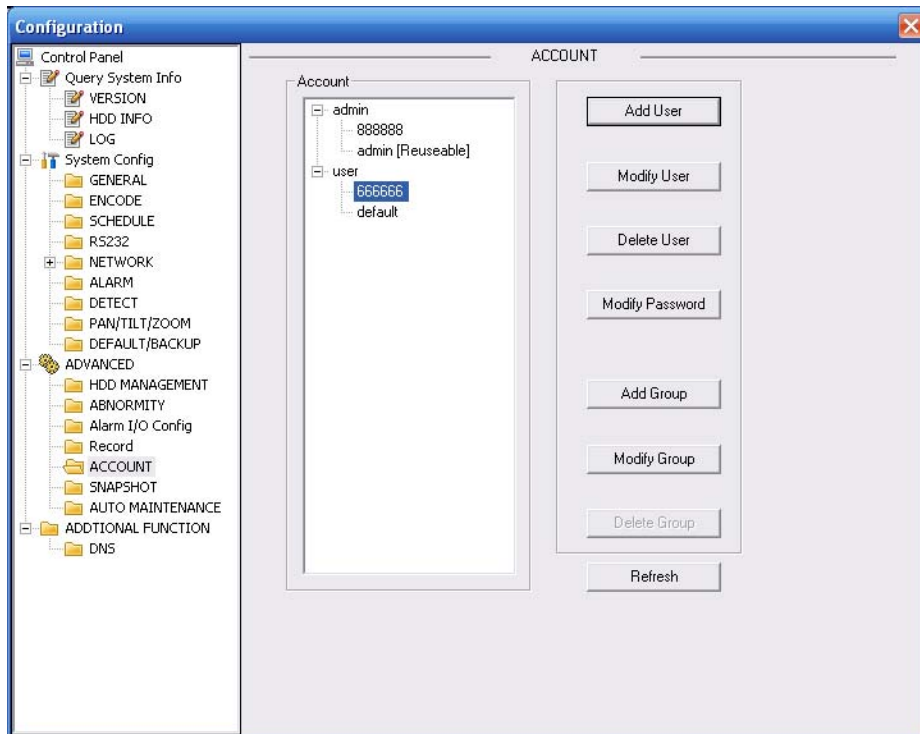 Configuration
Control Panel
Query System Info
VERSION
HDD INFO
LOG
System Config
GENERAL
ENCODE
SCHEDULE
RS232
NETWORK
ALARM
DETECT
PAN/TILT/ZOOM
DEFAULT/BACKUP
ADVANCED
HDD MANAGEMENT
ABNORMITY
Alarm I/O Config
Record
ACCOUNT
SNAPSHOT
AUTO MAINTENANCE
ADDTIONAL FUNCTION
DNS
ACCOUNT
Account
admin
888888
admin [Reuseable]
user
666666
default
Add User
Modify User
Delete User
Modify Password
Add Group
Modify Group
Delete Group
Refresh